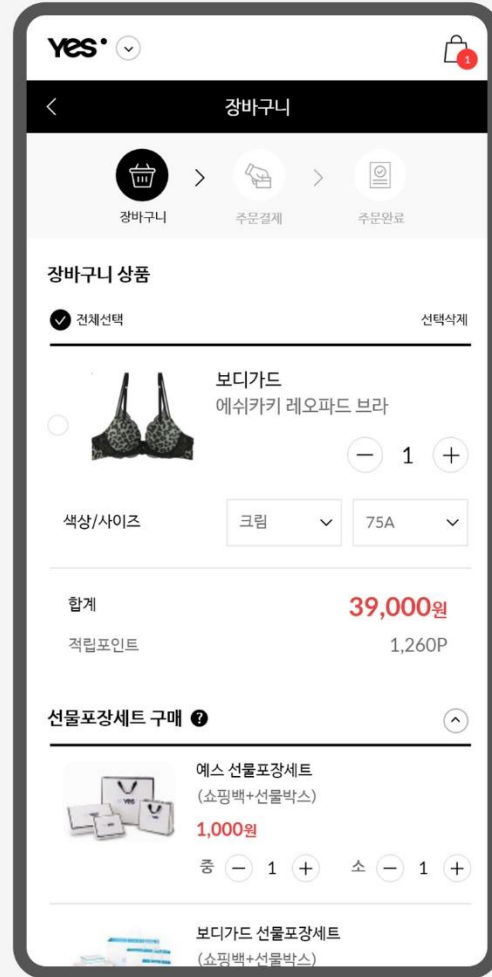 yes
1
장바구니
장바구니
주문결제
주문완료
장바구니 상품
전체선택 선택삭제
보디가드
에쉬카키 레오파드 브라
1
색상/사이즈 크림 75A
합계 39,000원
적립포인트 1,260P
선물포장세트 구매 ?
YES
예스 선물포장세트
(쇼핑백+선물박스)
1,000원
중 1 소 1
보디가드 선물포장세트
(쇼핑백+선물박스)